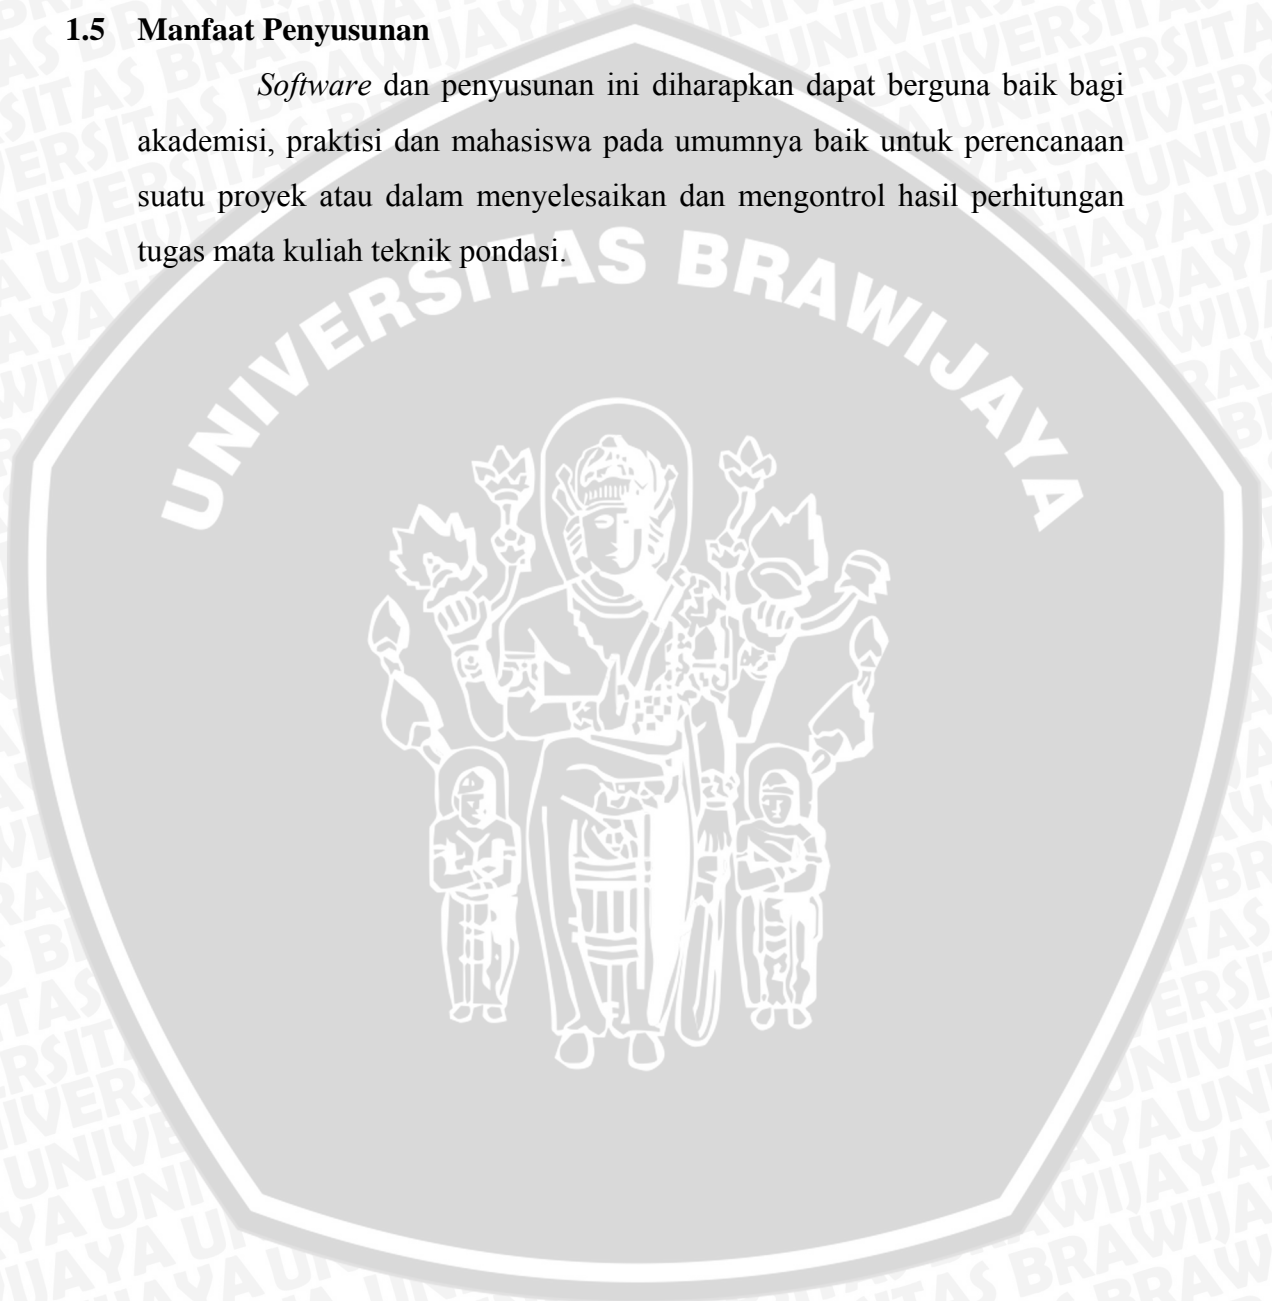 1.5 Manfaat Penyusunan
Software dan penyusunan ini diharapkan dapat berguna baik bagi
akademisi, praktisi dan mahasiswa pada umumnya baik untuk perencanaan
suatu proyek atau dalam menyelesaikan dan mengontrol hasil perhitungan
tugas mata kuliah teknik pondasi.
UNIVERSITAS BRAWIJAYA